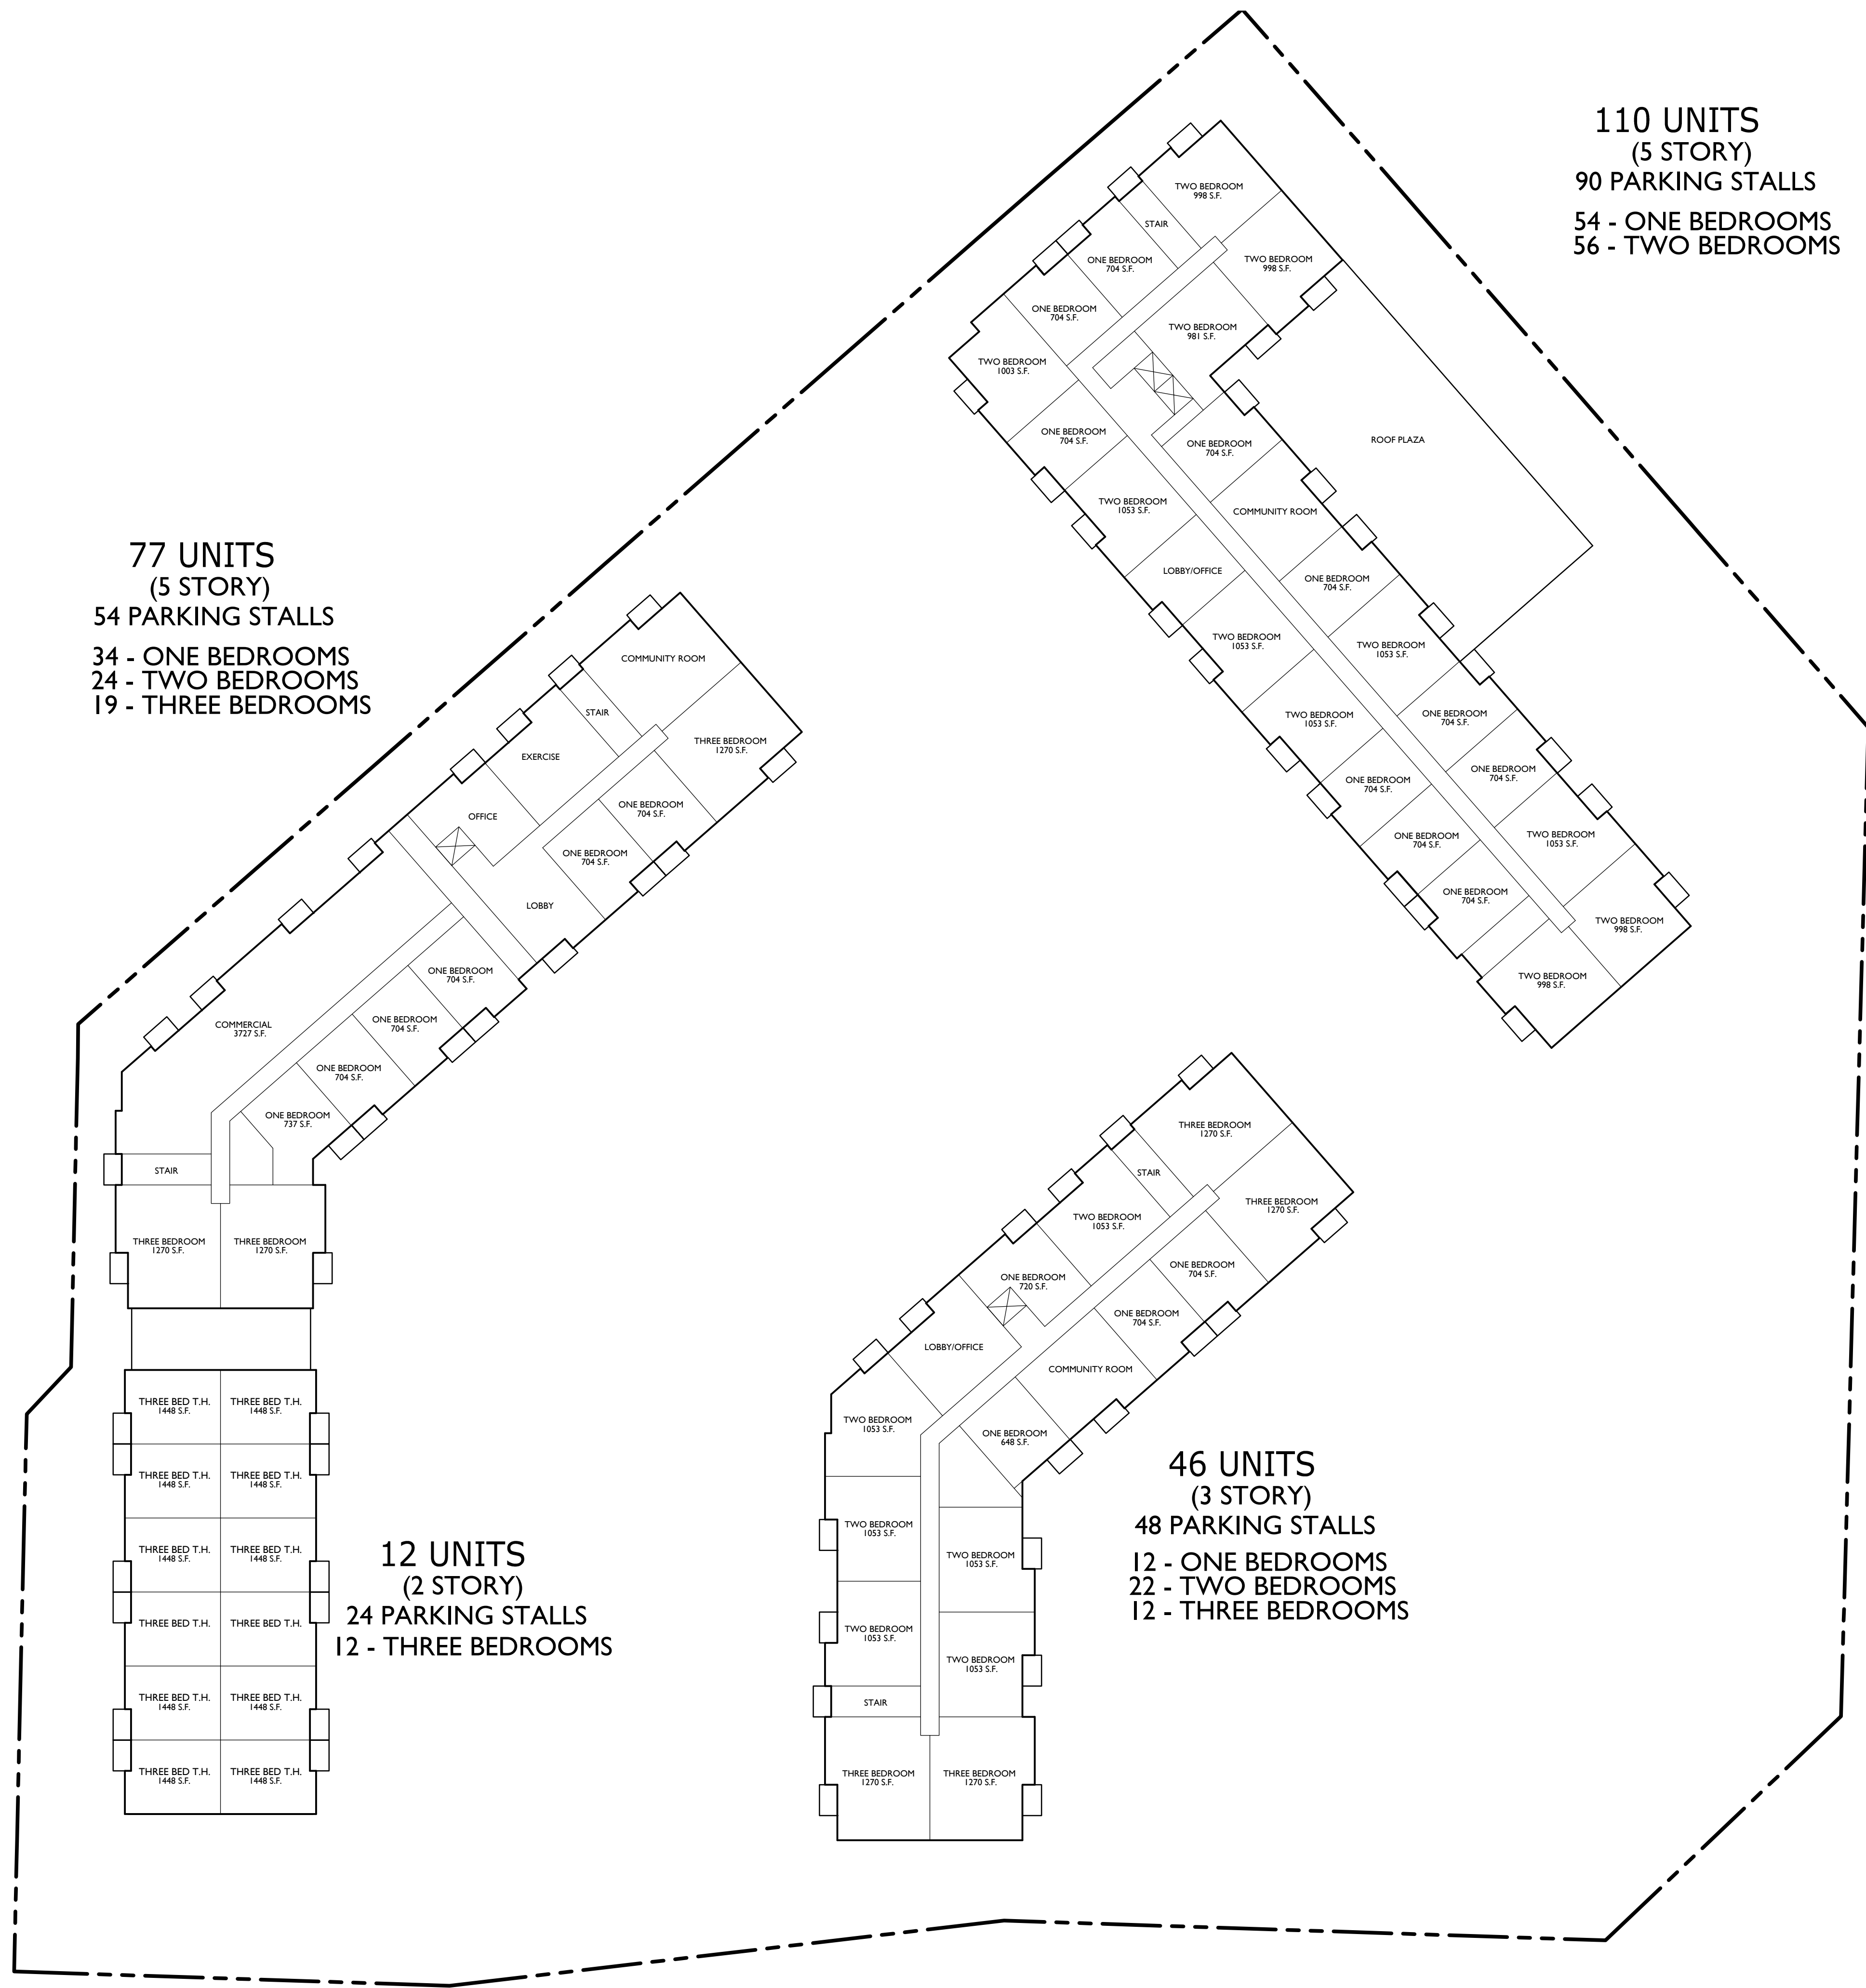 110 UNITS
(5 STORY)
90 PARKING STALLS
54 - ONE BEDROOMS
56 - TWO BEDROOMS
TWO BEDROOM
998 S.F.
STAIR
ONE BEDROOM
704 S.F.
TWO BEDROOM
998 S.F.
ONE BEDROOM
704 S.F.
TWO BEDROOM
981 S.F.
TWO BEDROOM
1003 S.F.
ONE BEDROOM
704 S.F.
ONE BEDROOM
704 S.F.
ROOF PLAZA
TWO BEDROOM
1053 S.F.
COMMUNITY ROOM
LOBBY/OFFICE
ONE BEDROOM
704 S.F.
TWO BEDROOM
1053 S.F.
TWO BEDROOM
1053 S.F.
TWO BEDROOM
1053 S.F.
ONE BEDROOM
704 S.F.
ONE BEDROOM
704 S.F.
ONE BEDROOM
704 S.F.
ONE BEDROOM
704 S.F.
TWO BEDROOM
1053 S.F.
ONE BEDROOM
704 S.F.
TWO BEDROOM
998 S.F.
TWO BEDROOM
998 S.F.
77 UNITS
(5 STORY)
54 PARKING STALLS
34 - ONE BEDROOMS
24 - TWO BEDROOMS
19 - THREE BEDROOMS
COMMUNITY ROOM
STAIR
THREE BEDROOM
1270 S.F.
EXERCISE
ONE BEDROOM
704 S.F.
OFFICE
ONE BEDROOM
704 S.F.
LOBBY
ONE BEDROOM
704 S.F.
ONE BEDROOM
704 S.F.
COMMERCIAL
3727 S.F.
ONE BEDROOM
704 S.F.
ONE BEDROOM
737 S.F.
STAIR
THREE BEDROOM
1270 S.F.
THREE BEDROOM
1270 S.F.
THREE BED T.H.
1448 S.F.
THREE BED T.H.
1448 S.F.
THREE BED T.H.
1448 S.F.
THREE BED T.H.
1448 S.F.
THREE BED T.H.
1448 S.F.
THREE BED T.H.
1448 S.F.
THREE BED T.H.
THREE BED T.H.
THREE BED T.H.
1448 S.F.
THREE BED T.H.
1448 S.F.
THREE BED T.H.
1448 S.F.
THREE BED T.H.
1448 S.F.
12 UNITS
(2 STORY)
24 PARKING STALLS
12 - THREE BEDROOMS
THREE BEDROOM
1270 S.F.
STAIR
THREE BEDROOM
1270 S.F.
TWO BEDROOM
1053 S.F.
ONE BEDROOM
704 S.F.
ONE BEDROOM
720 S.F.
ONE BEDROOM
704 S.F.
LOBBY/OFFICE
COMMUNITY ROOM
TWO BEDROOM
1053 S.F.
ONE BEDROOM
648 S.F.
TWO BEDROOM
1053 S.F.
TWO BEDROOM
1053 S.F.
TWO BEDROOM
1053 S.F.
TWO BEDROOM
1053 S.F.
STAIR
THREE BEDROOM
1270 S.F.
THREE BEDROOM
1270 S.F.
46 UNITS
(3 STORY)
48 PARKING STALLS
12 - ONE BEDROOMS
22 - TWO BEDROOMS
12 - THREE BEDROOMS